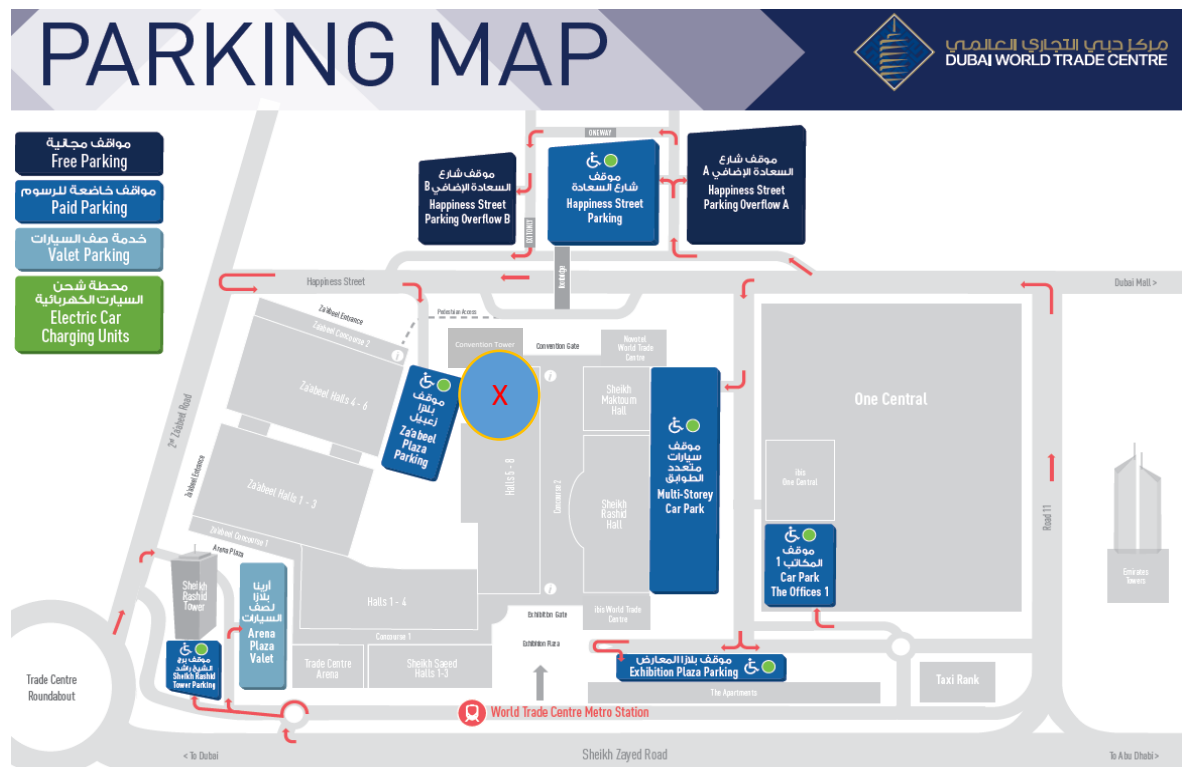 PARKING MAP
مركز دبي التجاري العالمي
DUBAI WORLD TRADE CENTRE
مواقف مجانية
Free Parking
مواقف خاضعة للرسوم
Paid Parking
خدمة صف السيارات
Valet Parking
محطة شحن
السيارت الكهربائية
Electric Car
Charging Units
ONEWAY
موقف شارع
السعادة الإضافي B
Happiness Street
Parking Overflow B
موقف
شارع السعادة
Happiness Street
Parking
موقف شارع
السعادة الإضافي A
Happiness Street
Parking Overflow A
Happiness Street
Dubai Mall >
Za'abeel Entrance
Za'abeel Concourse 2
Pedestrian Access
Convention Tower
Convention Gate
Novotel
World Trade
Centre
i
i
X
Za'abeel Halls 4 - 6
موقف
بلازا
زعبيل
Za'abeel
Plaza
Parking
Sheikh
Maktoum
Hall
One Central
2nd Za'abeel Road
موقف
سيارات
متعدد
الطوابق
Multi-Storey
Car Park
Halls 5 - 8
Concourse 2
Sheikh
Rashid
Hall
ibis
One Central
Za'abeel Entrance
Za'abeel Halls 1 - 3
Za'abeel Concourse 1
Road 11
موقف
المكاتب 1
Car Park
The Offices 1
Emirates
Towers
Arena Plaza
Sheikh
Rashid
Tower
أرينا
بلازا
لصف
السيارات
Arena
Plaza
Valet
Halls 1 - 4
i
ibis World Trade
Centre
Exhibition Gate
Concourse 1
Exhibition Plaza
موقف برج
الشيخ راشد
Sheikh Rashid
Tower Parking
Trade Centre
Arena
Sheikh Saeed
Halls 1-3
موقف بلازا المعارض
Exhibition Plaza Parking
The Apartments
Taxi Rank
Trade Centre
Roundabout
World Trade Centre Metro Station
< To Dubai
Sheikh Zayed Road
To Abu Dhabi >